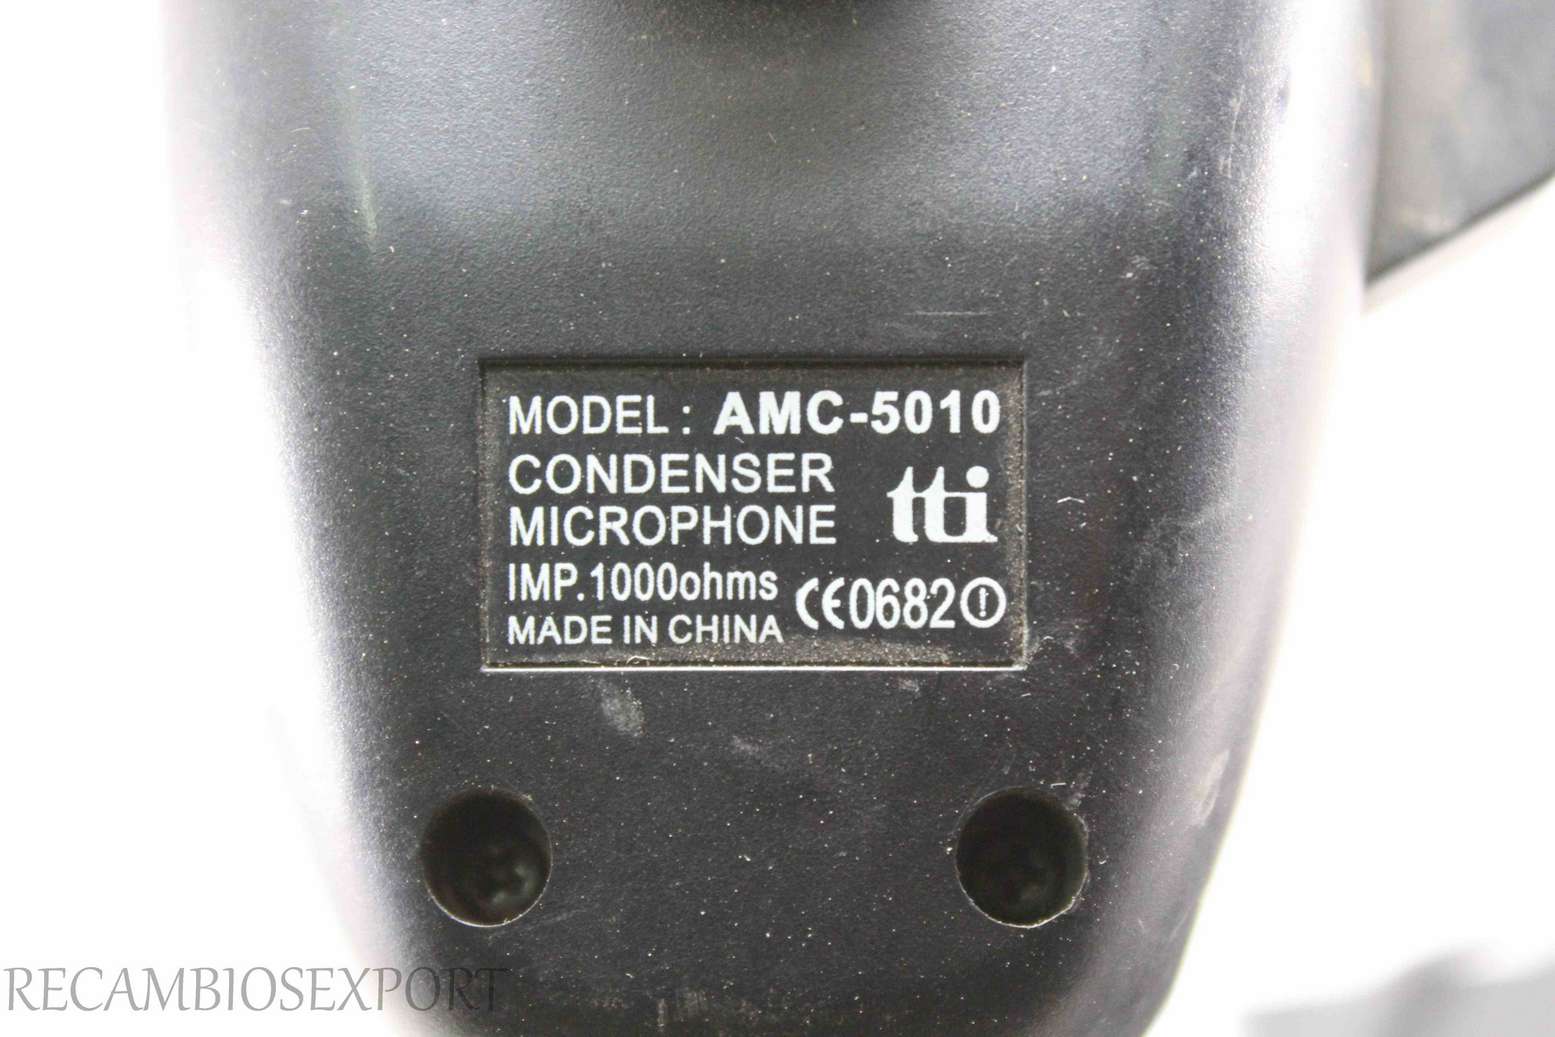 MODEL : AMC-5010
CONDENSER
MICROPHONE
tti
IMP.1000ohms
CE0682
MADE IN CHINA
RECAMBIOSEXPORT